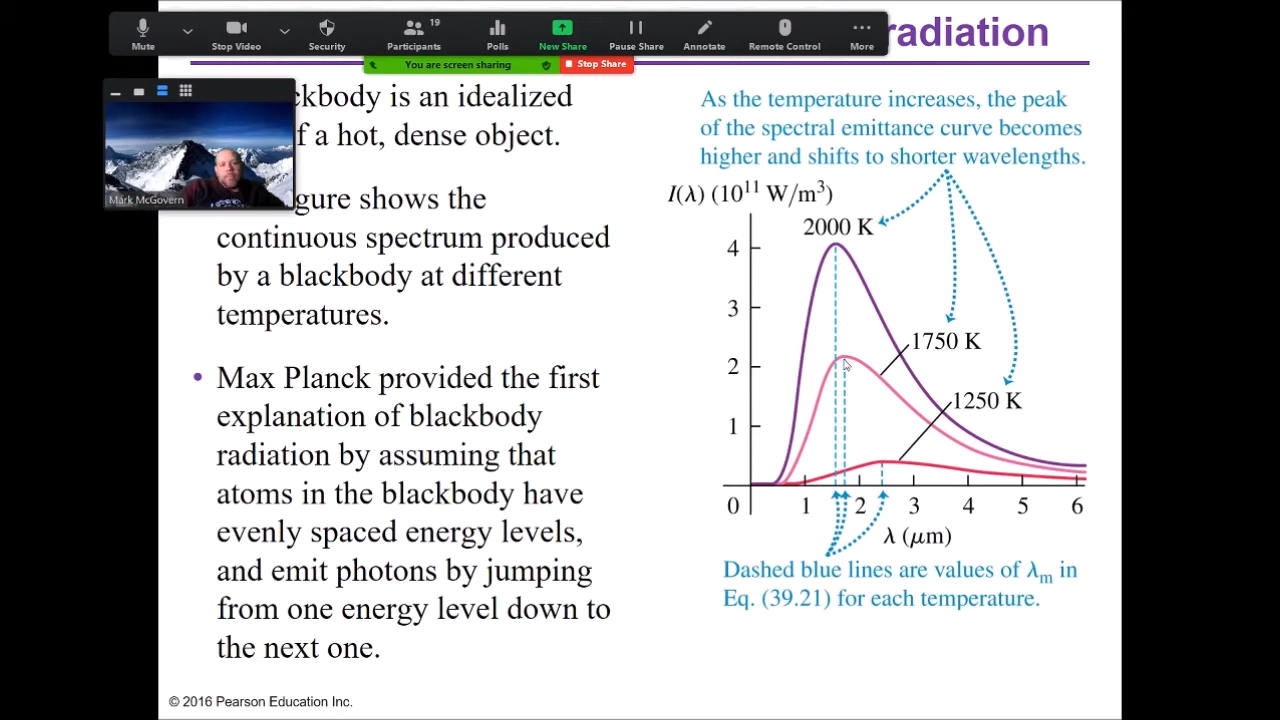 Mute
Stop Video
Security
19
Participants
Polls
New Share
Pause Share
Annotate
Remote Control
More
radiation
You are screen sharing
Stop Share
Mark McGovern
ckbody is an idealized
f a hot, dense object.
gure shows the
continuous spectrum produced
by a blackbody at different
temperatures.
• Max Planck provided the first
explanation of blackbody
radiation by assuming that
atoms in the blackbody have
evenly spaced energy levels,
and emit photons by jumping
from one energy level down to
the next one.
As the temperature increases, the peak
of the spectral emittance curve becomes
higher and shifts to shorter wavelengths.
I(λ) (10¹¹ W/m³)
2000 K
4
3
1750 K
2
1250 K
1
0 1 2 3 4 5 6
λ (μm)
Dashed blue lines are values of λₘ in
Eq. (39.21) for each temperature.
© 2016 Pearson Education Inc.